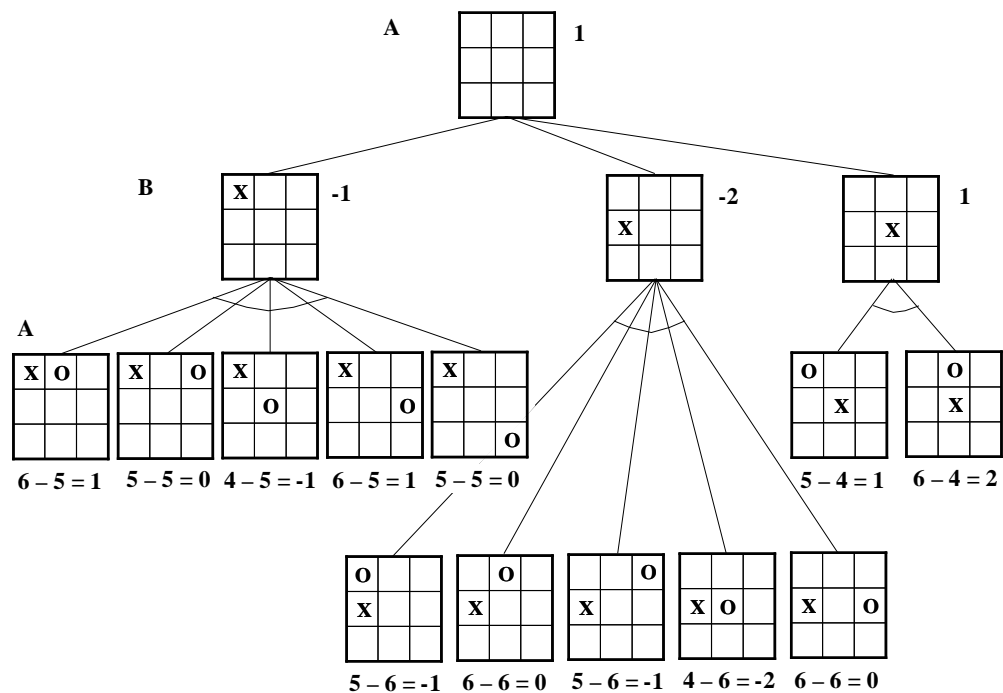 A 1
B X -1 X -2 X 1
A
X O X O X O X O X O O X O X
6 – 5 = 1 5 – 5 = 0 4 – 5 = -1 6 – 5 = 1 5 – 5 = 0 5 – 4 = 1 6 – 4 = 2
O X O X O X X O X O
5 – 6 = -1 6 – 6 = 0 5 – 6 = -1 4 – 6 = -2 6 – 6 = 0